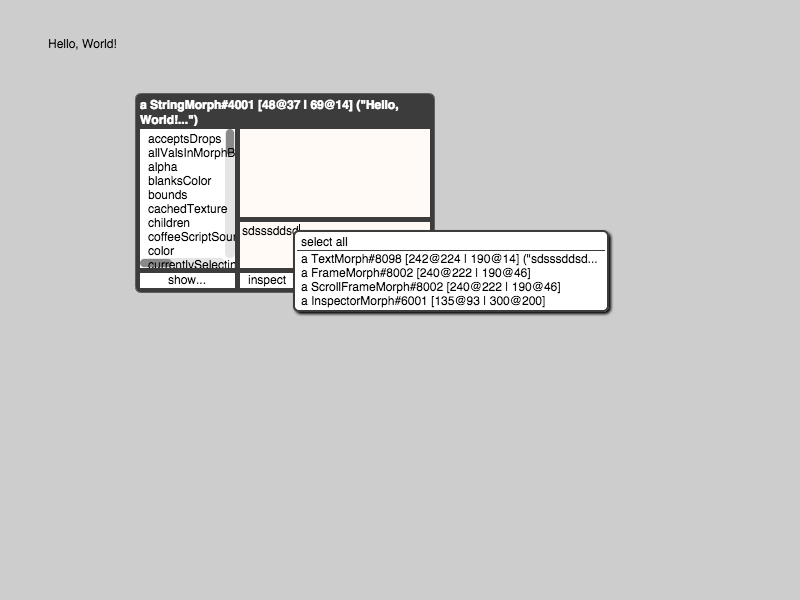 Hello, World!
a StringMorph#4001 [48@37 | 69@14] ("Hello,
World!...")
acceptsDrops
allValsInMorphB
alpha
blanksColor
bounds
cachedTexture
children
coffeeScriptSour
color
currentlySelectin
show...
inspect
sdsssddsd
select all
a TextMorph#8098 [242@224 | 190@14] ("sdsssddsd...
a FrameMorph#8002 [240@222 | 190@46]
a ScrollFrameMorph#8002 [240@222 | 190@46]
a InspectorMorph#6001 [135@93 | 300@200]